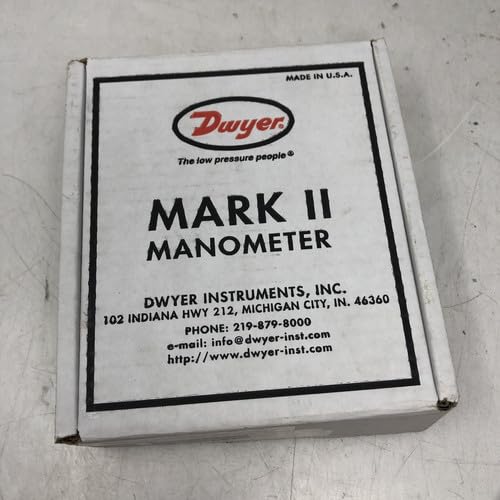 MADE IN U.S.A.
Dwyer®
The low pressure people®
MARK II
MANOMETER
DWYER INSTRUMENTS, INC.
102 INDIANA HWY 212, MICHIGAN CITY, IN. 46360
PHONE: 219-879-8000
e-mail: info@dwyer-inst.com
http://www.dwyer-inst.com